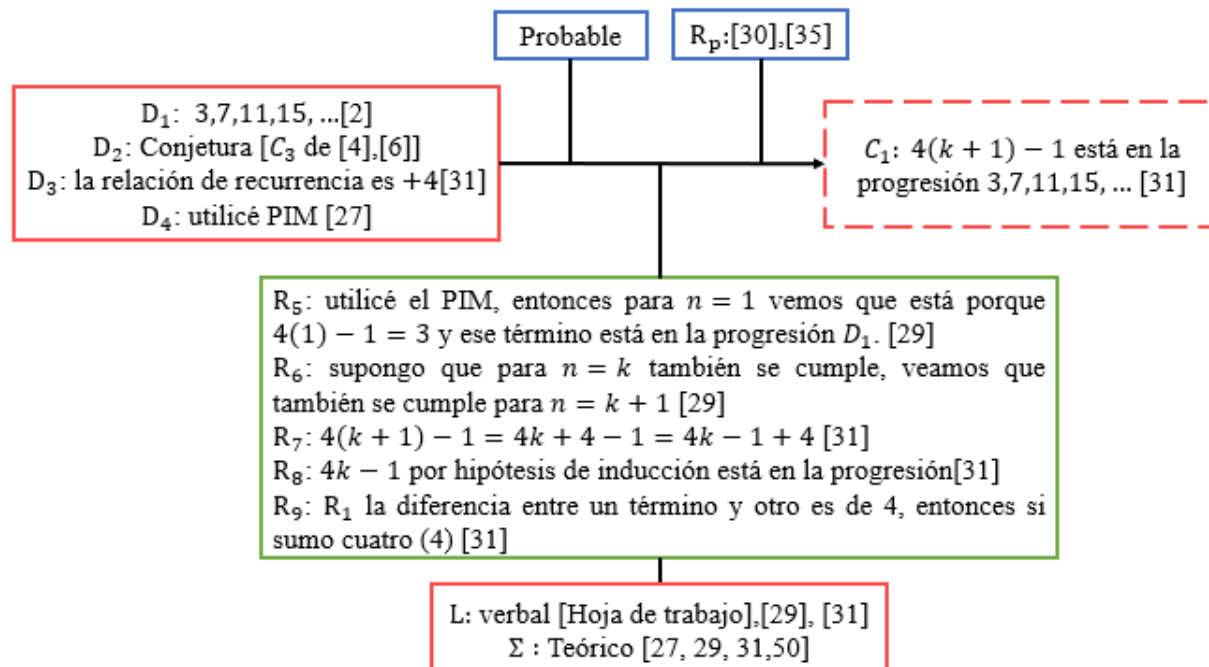 Probable
Rₚ:[30],[35]
D₁: 3,7,11,15, …[2]
D₂: Conjetura [𝐶₃ de [4],[6]]
D₃: la relación de recurrencia es +4[31]
D₄: utilicé PIM [27]
𝐶₁: 4(𝑘 + 1) − 1 está en la
progresión 3,7,11,15, … [31]
R₅: utilicé el PIM, entonces para 𝑛 = 1 vemos que está porque
4(1) − 1 = 3 y ese término está en la progresión 𝐷₁. [29]
R₆: supongo que para 𝑛 = 𝑘 también se cumple, veamos que
también se cumple para 𝑛 = 𝑘 + 1 [29]
R₇: 4(𝑘 + 1) − 1 = 4𝑘 + 4 − 1 = 4𝑘 − 1 + 4 [31]
R₈: 4𝑘 − 1 por hipótesis de inducción está en la progresión[31]
R₉: R₁ la diferencia entre un término y otro es de 4, entonces si
sumo cuatro (4) [31]
L: verbal [Hoja de trabajo],[29], [31]
Σ : Teórico [27, 29, 31,50]